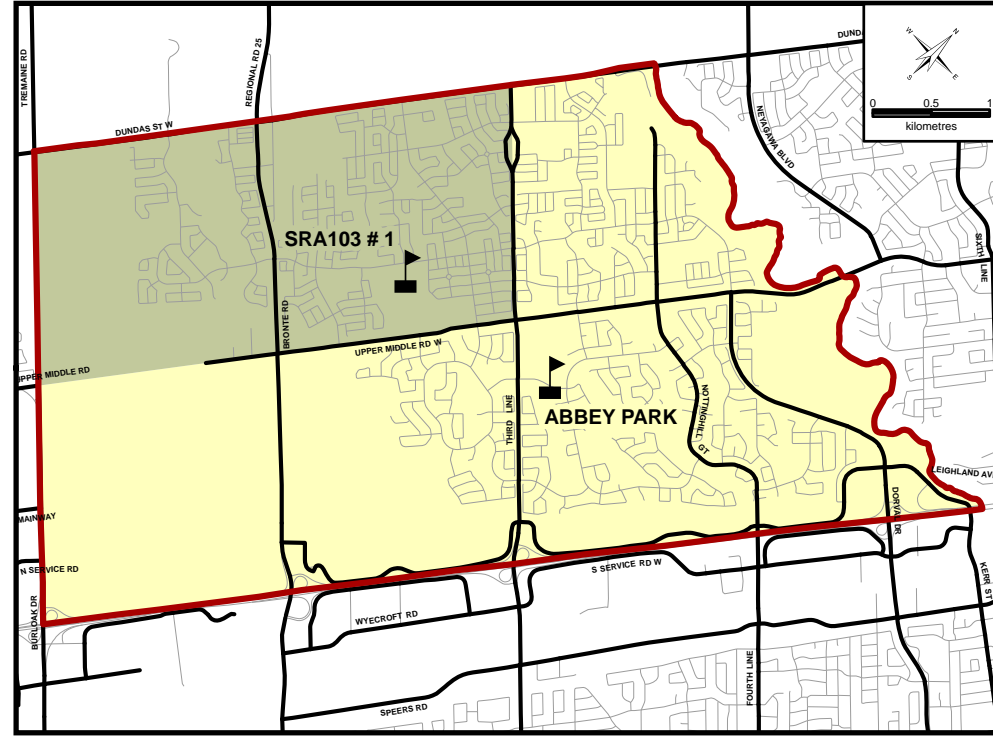 TREMAINE RD
REGIONAL RD 25
DUNDAS ST W
DUND
W
N
S
E
0
0.5
1
kilometres
NEYAGAWA BLVD
SIXTH LINE
SRA103 # 1
BRONTE RD
UPPER MIDDLE RD W
UPPER MIDDLE RD
THIRD LINE
ABBEY PARK
NOTTINGHILL GT
LEIGHLAND AV
DORVAL DR
MAINWAY
N SERVICE RD
S SERVICE RD W
BURLOAK DR
WYECROFT RD
KERR ST
FOURTH LINE
SPEERS RD